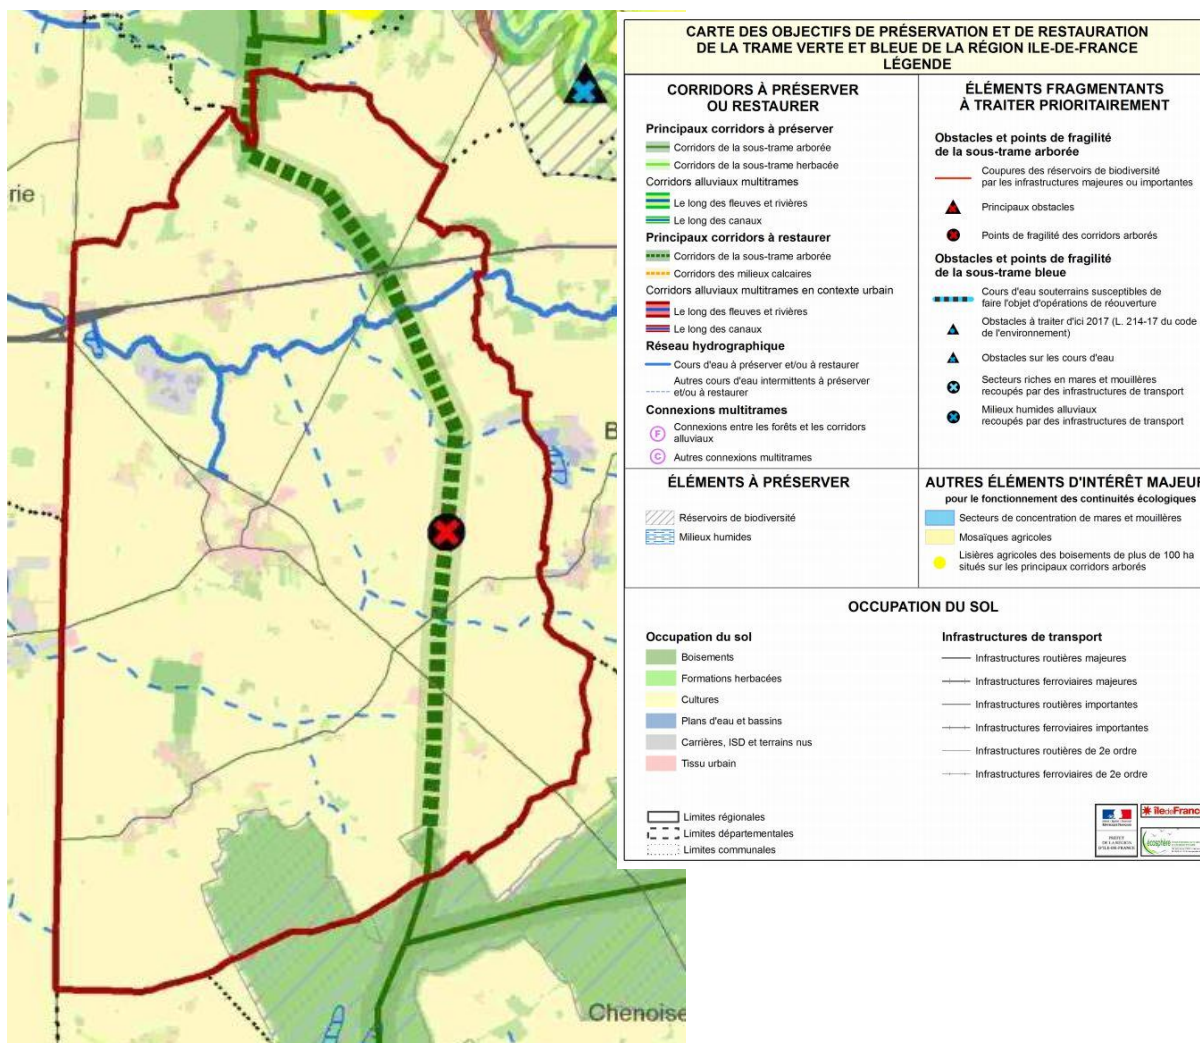 rie
B
Chenoise
CARTE DES OBJECTIFS DE PRÉSERVATION ET DE RESTAURATION
DE LA TRAME VERTE ET BLEUE DE LA RÉGION ILE-DE-FRANCE
LÉGENDE
CORRIDORS À PRÉSERVER
OU RESTAURER
Principaux corridors à préserver
Corridors de la sous-trame arborée
Corridors de la sous-trame herbacée
Corridors alluviaux multitrames
Le long des fleuves et rivières
Le long des canaux
Principaux corridors à restaurer
Corridors de la sous-trame arborée
Corridors des milieux calcaires
Corridors alluviaux multitrames en contexte urbain
Le long des fleuves et rivières
Le long des canaux
Réseau hydrographique
Cours d'eau à préserver et/ou à restaurer
Autres cours d'eau intermittents à préserver
et/ou à restaurer
Connexions multitrames
F
Connexions entre les forêts et les corridors
alluviaux
C
Autres connexions multitrames
ÉLÉMENTS FRAGMENTANTS
À TRAITER PRIORITAIREMENT
Obstacles et points de fragilité
de la sous-trame arborée
Coupures des réservoirs de biodiversité
par les infrastructures majeures ou importantes
Principaux obstacles
Points de fragilité des corridors arborés
Obstacles et points de fragilité
de la sous-trame bleue
Cours d'eau souterrains susceptibles de
faire l'objet d'opérations de réouverture
Obstacles à traiter d'ici 2017 (L. 214-17 du code
de l'environnement)
Obstacles sur les cours d'eau
Secteurs riches en mares et mouillères
recoupés par des infrastructures de transport
Milieux humides alluviaux
recoupés par des infrastructures de transport
ÉLÉMENTS À PRÉSERVER
Réservoirs de biodiversité
Milieux humides
AUTRES ÉLÉMENTS D'INTÉRÊT MAJEUR
pour le fonctionnement des continuités écologiques
Secteurs de concentration de mares et mouillères
Mosaïques agricoles
Lisières agricoles des boisements de plus de 100 ha
situés sur les principaux corridors arborés
OCCUPATION DU SOL
Occupation du sol
Boisements
Formations herbacées
Cultures
Plans d'eau et bassins
Carrières, ISD et terrains nus
Tissu urbain
Infrastructures de transport
Infrastructures routières majeures
Infrastructures ferroviaires majeures
Infrastructures routières importantes
Infrastructures ferroviaires importantes
Infrastructures routières de 2e ordre
Infrastructures ferroviaires de 2e ordre
Limites régionales
Limites départementales
Limites communales
îledeFrance
écosphère